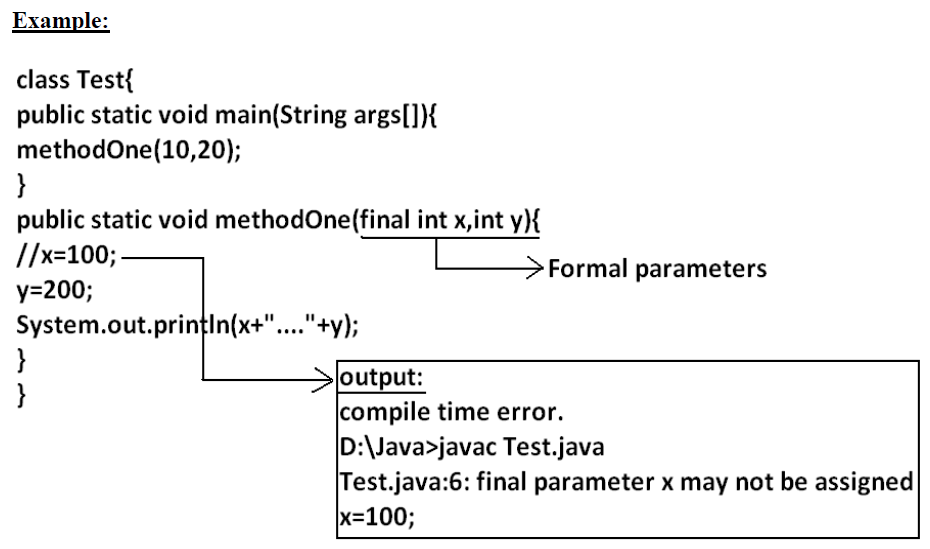 Example:
class Test{
public static void main(String args[]){
methodOne(10,20);
}
public static void methodOne(final int x,int y){
//x=100;
Formal parameters
y=200;
System.out.println(x+"...."+y);
}
}
output:
compile time error.
D:\Java>javac Test.java
Test.java:6: final parameter x may not be assigned
x=100;